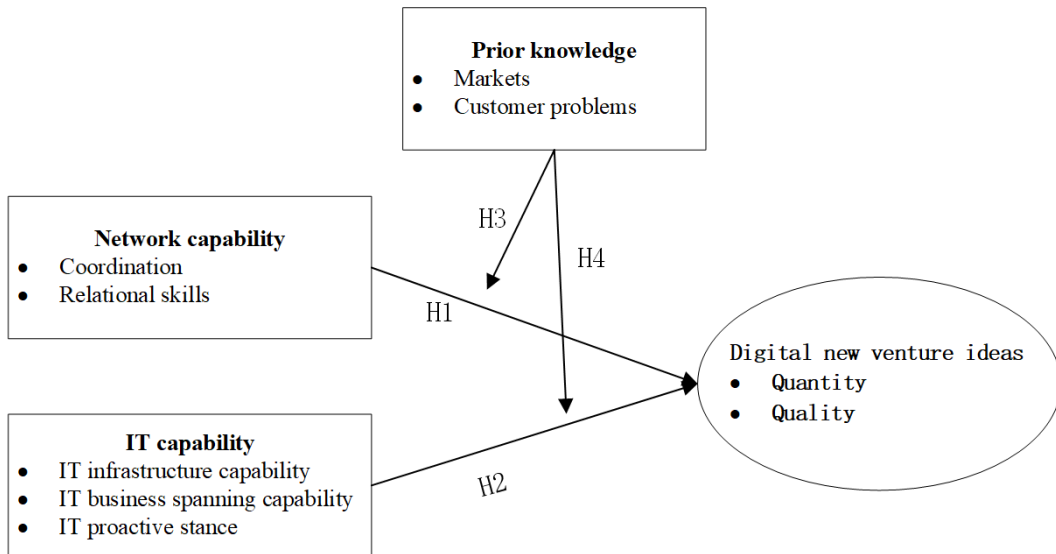 Prior knowledge
● Markets
● Customer problems
H3
H4
Network capability
● Coordination
● Relational skills
H1
Digital new venture ideas
● Quantity
● Quality
IT capability
● IT infrastructure capability
● IT business spanning capability
● IT proactive stance
H2